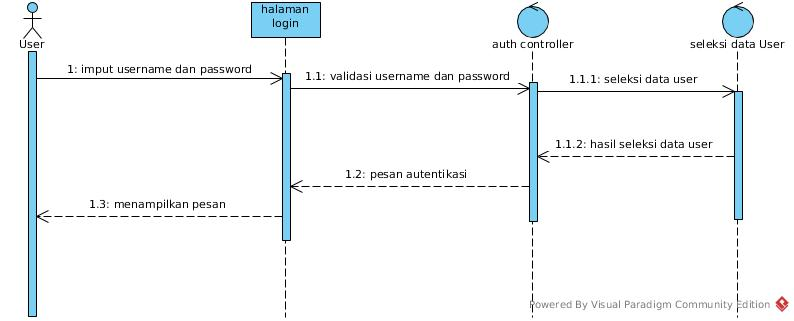 halaman
login
User
auth controller
seleksi data User
1: imput username dan password
1.1: validasi username dan password
1.1.1: seleksi data user
1.1.2: hasil seleksi data user
1.2: pesan autentikasi
1.3: menampilkan pesan
Powered By Visual Paradigm Community Edition